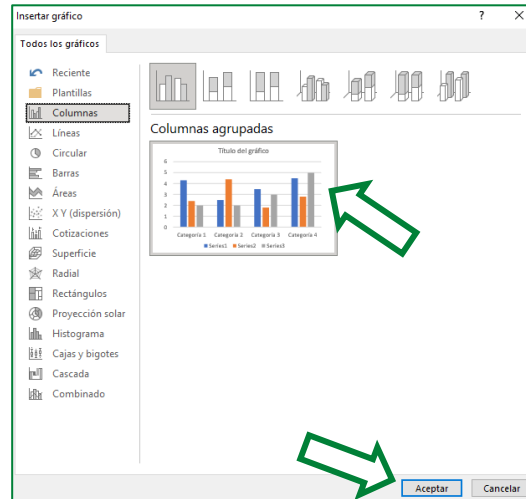 Insertar gráfico
?
Todos los gráficos
Reciente
Plantillas
Columnas
Líneas
Circular
Barras
Áreas
X Y (dispersión)
Cotizaciones
Superficie
Radial
Rectángulos
Proyección solar
Histograma
Cajas y bigotes
Cascada
Combinado
Columnas agrupadas
Título del gráfico
6
5
4
3
2
1
0
Categoría 1 Categoría 2 Categoría 3 Categoría 4
Series1 Series2 Series3
Aceptar Cancelar